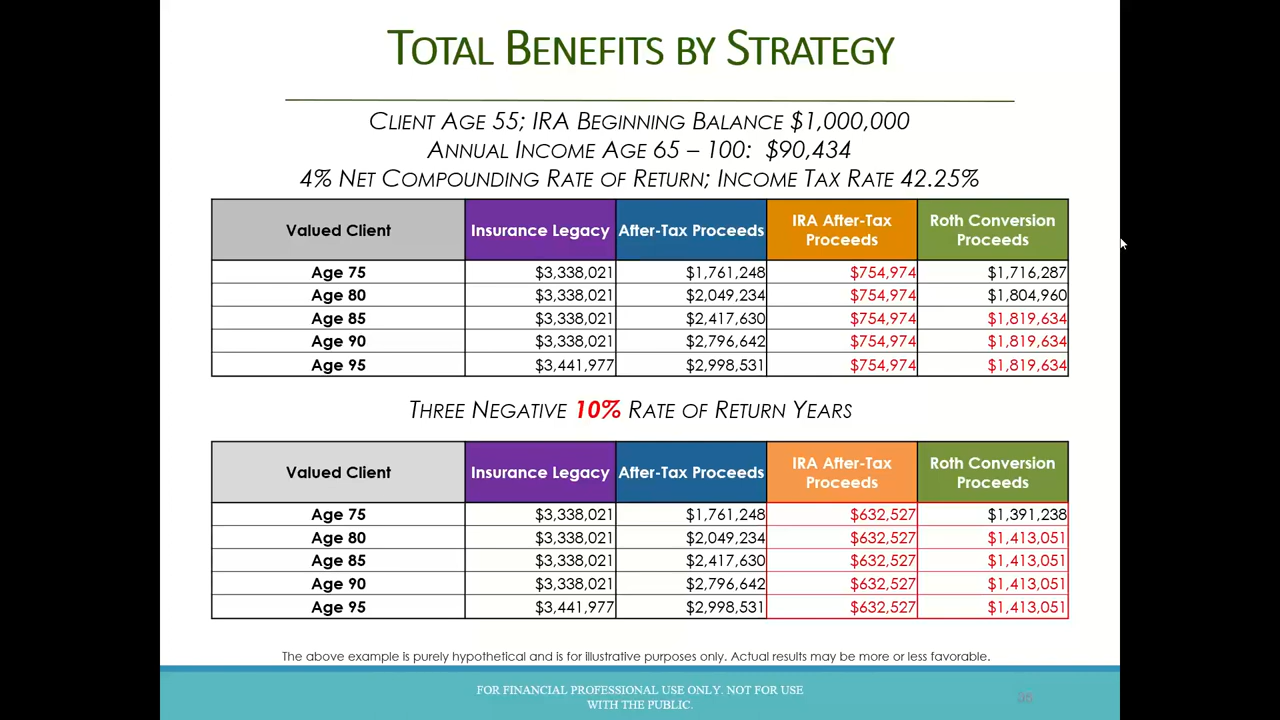 TOTAL BENEFITS BY STRATEGY
CLIENT AGE 55; IRA BEGINNING BALANCE $1,000,000
ANNUAL INCOME AGE 65 – 100: $90,434
4% NET COMPOUNDING RATE OF RETURN; INCOME TAX RATE 42.25%
Valued Client Insurance Legacy After-Tax Proceeds IRA After-Tax Proceeds Roth Conversion Proceeds
Age 75 $3,338,021 $1,761,248 $754,974 $1,716,287
Age 80 $3,338,021 $2,049,234 $754,974 $1,804,960
Age 85 $3,338,021 $2,417,630 $754,974 $1,819,634
Age 90 $3,338,021 $2,796,642 $754,974 $1,819,634
Age 95 $3,441,977 $2,998,531 $754,974 $1,819,634
THREE NEGATIVE 10% RATE OF RETURN YEARS
Valued Client Insurance Legacy After-Tax Proceeds IRA After-Tax Proceeds Roth Conversion Proceeds
Age 75 $3,338,021 $1,761,248 $632,527 $1,391,238
Age 80 $3,338,021 $2,049,234 $632,527 $1,413,051
Age 85 $3,338,021 $2,417,630 $632,527 $1,413,051
Age 90 $3,338,021 $2,796,642 $632,527 $1,413,051
Age 95 $3,441,977 $2,998,531 $632,527 $1,413,051
The above example is purely hypothetical and is for illustrative purposes only. Actual results may be more or less favorable.
FOR FINANCIAL PROFESSIONAL USE ONLY. NOT FOR USE
WITH THE PUBLIC.